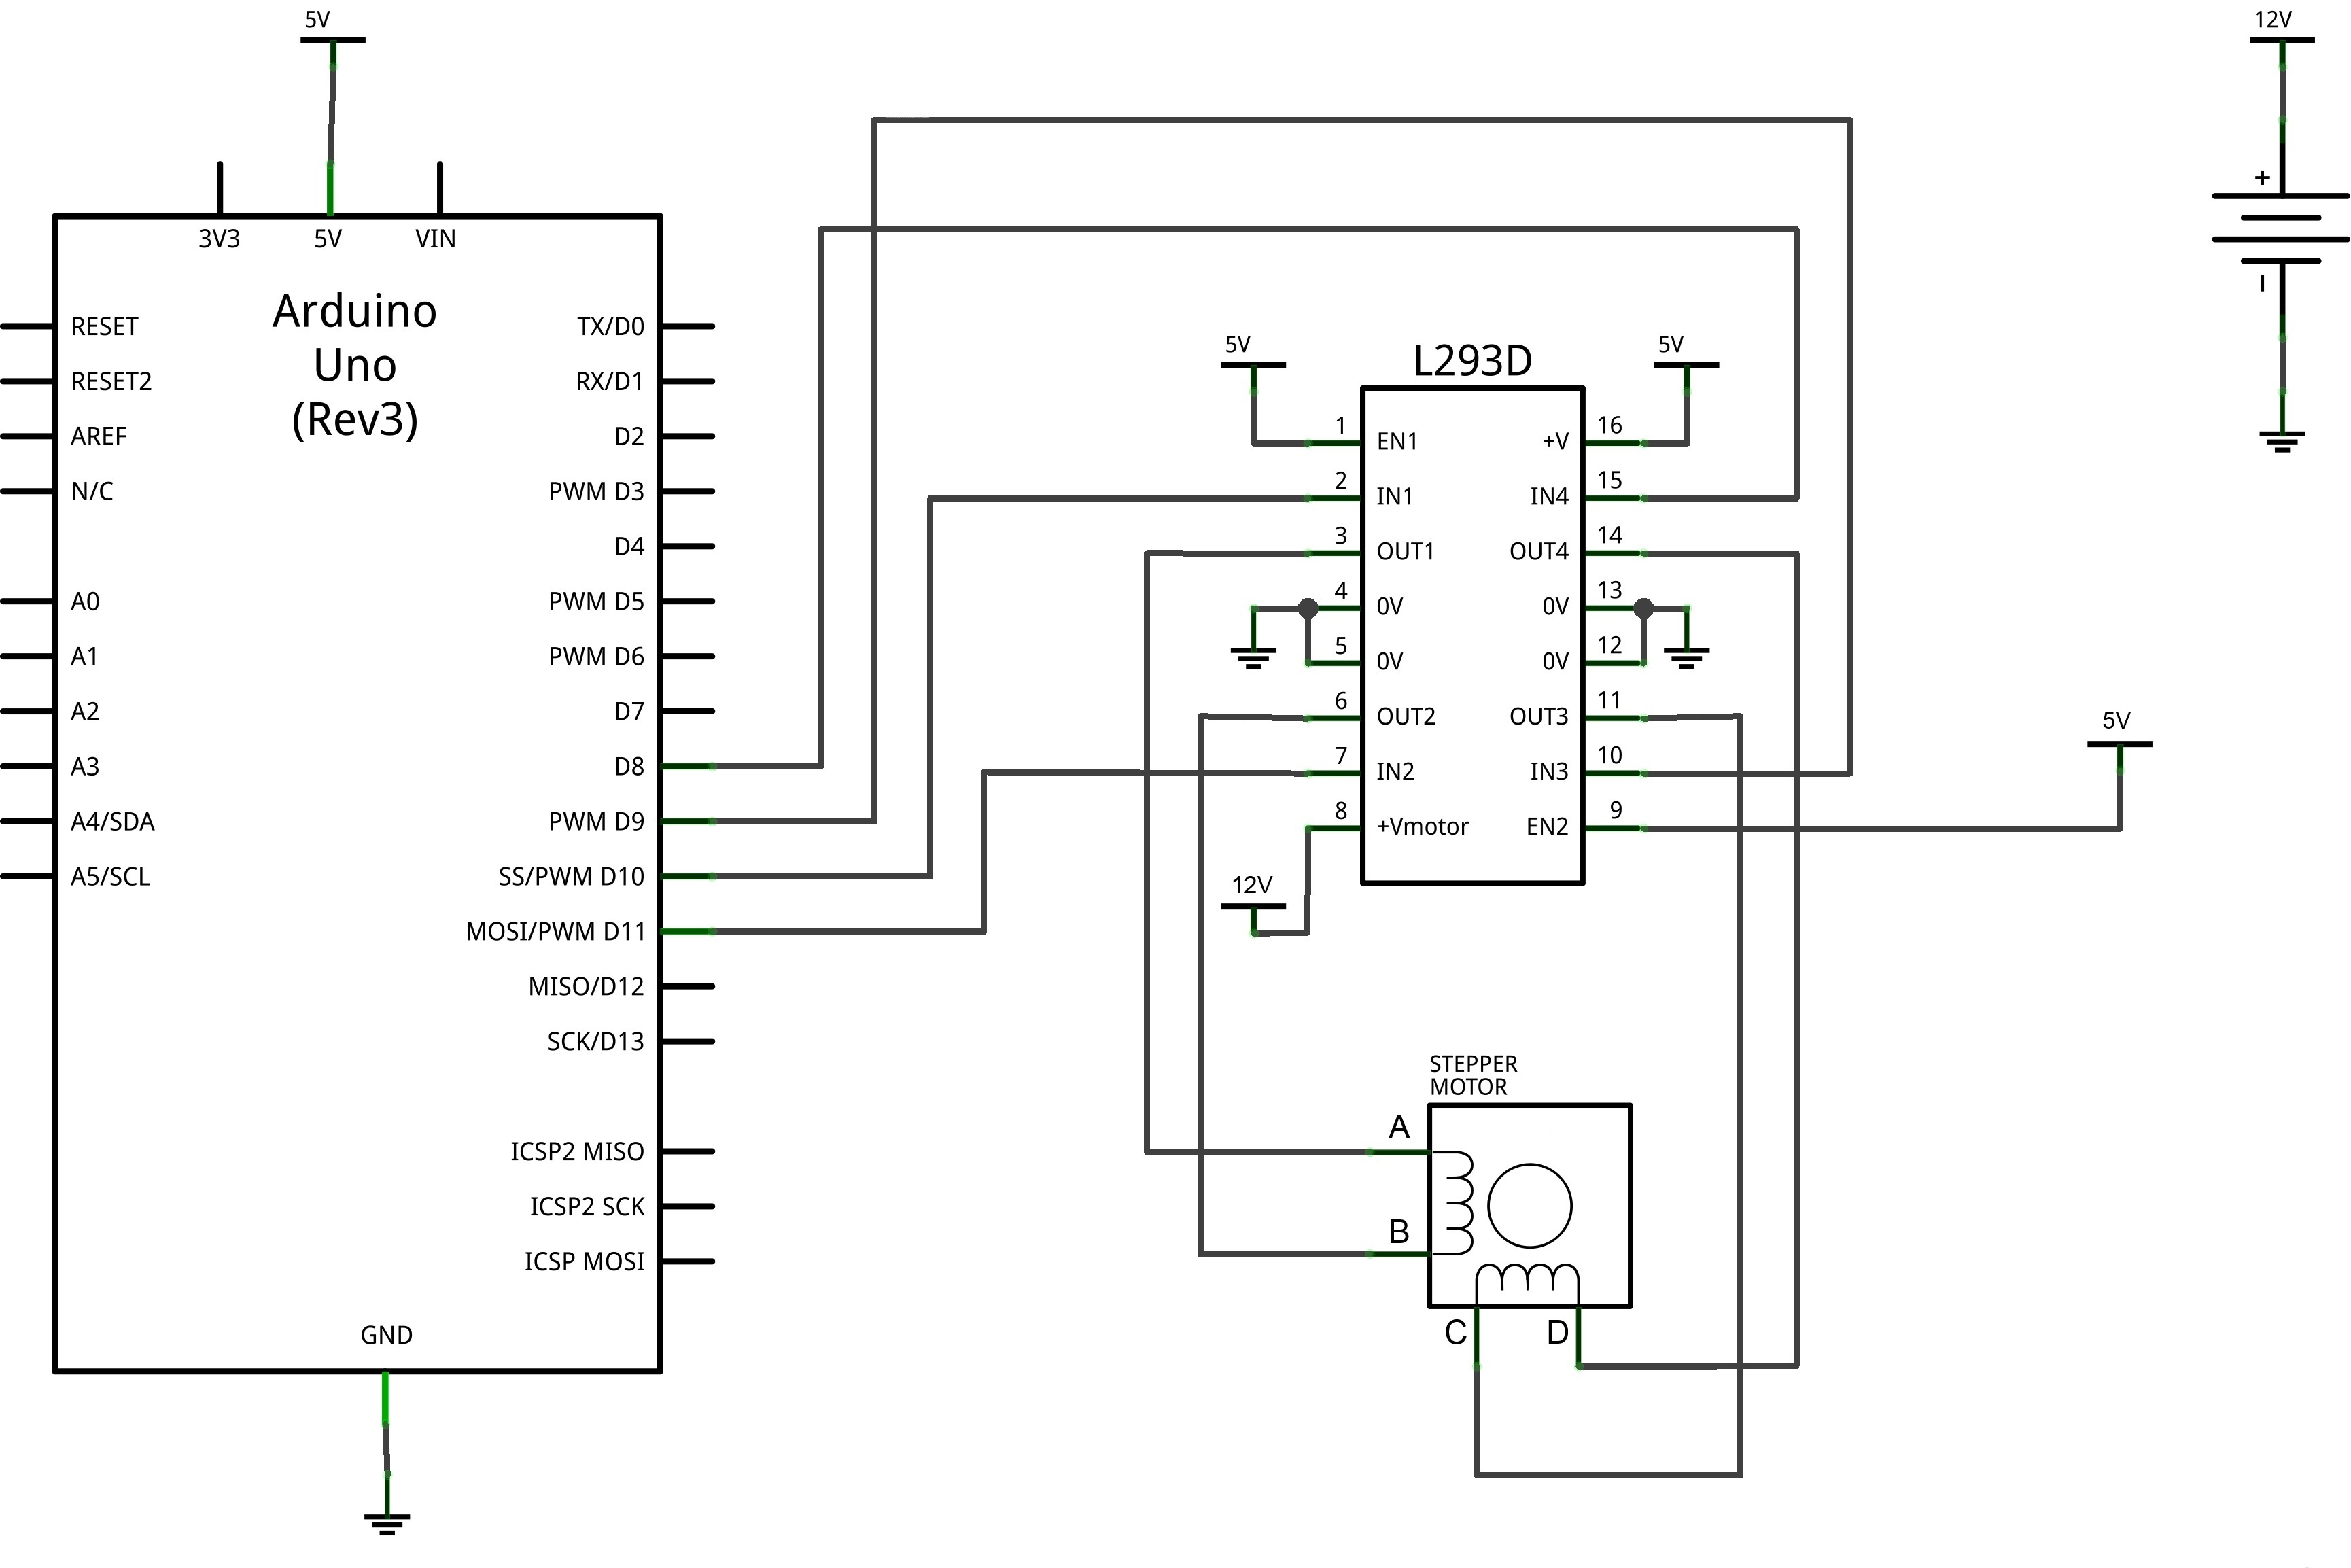 5V
12V
3V3
5V
VIN
Arduino
Uno
(Rev3)
RESET
RESET2
AREF
N/C
A0
A1
A2
A3
A4/SDA
A5/SCL
TX/D0
RX/D1
D2
PWM D3
D4
PWM D5
PWM D6
D7
D8
PWM D9
SS/PWM D10
MOSI/PWM D11
MISO/D12
SCK/D13
ICSP2 MISO
ICSP2 SCK
ICSP MOSI
GND
5V
L293D
5V
1
EN1
2
IN1
3
OUT1
4
0V
5
0V
6
OUT2
7
IN2
8
+Vmotor
16
+V
15
IN4
14
OUT4
13
0V
12
0V
11
OUT3
10
IN3
9
EN2
12V
5V
+
–
STEPPER
MOTOR
A
B
C
D